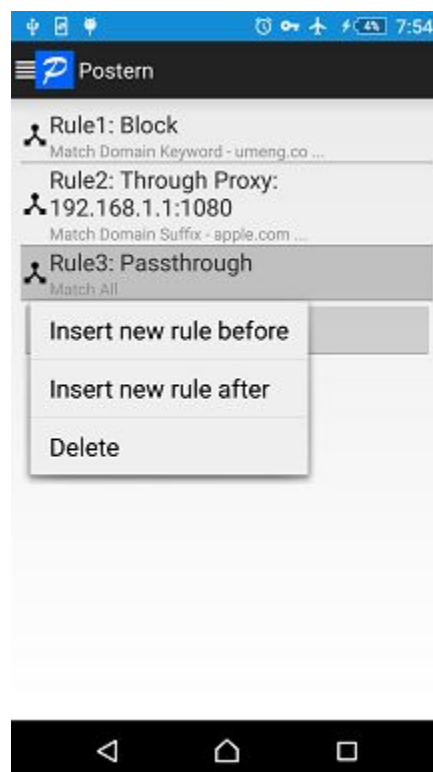 4% 7:54
Postern
Rule1: Block
Match Domain Keyword - umeng.co ...
Rule2: Through Proxy:
192.168.1.1:1080
Match Domain Suffix - apple.com ...
Rule3: Passthrough
Match All
Insert new rule before
Insert new rule after
Delete